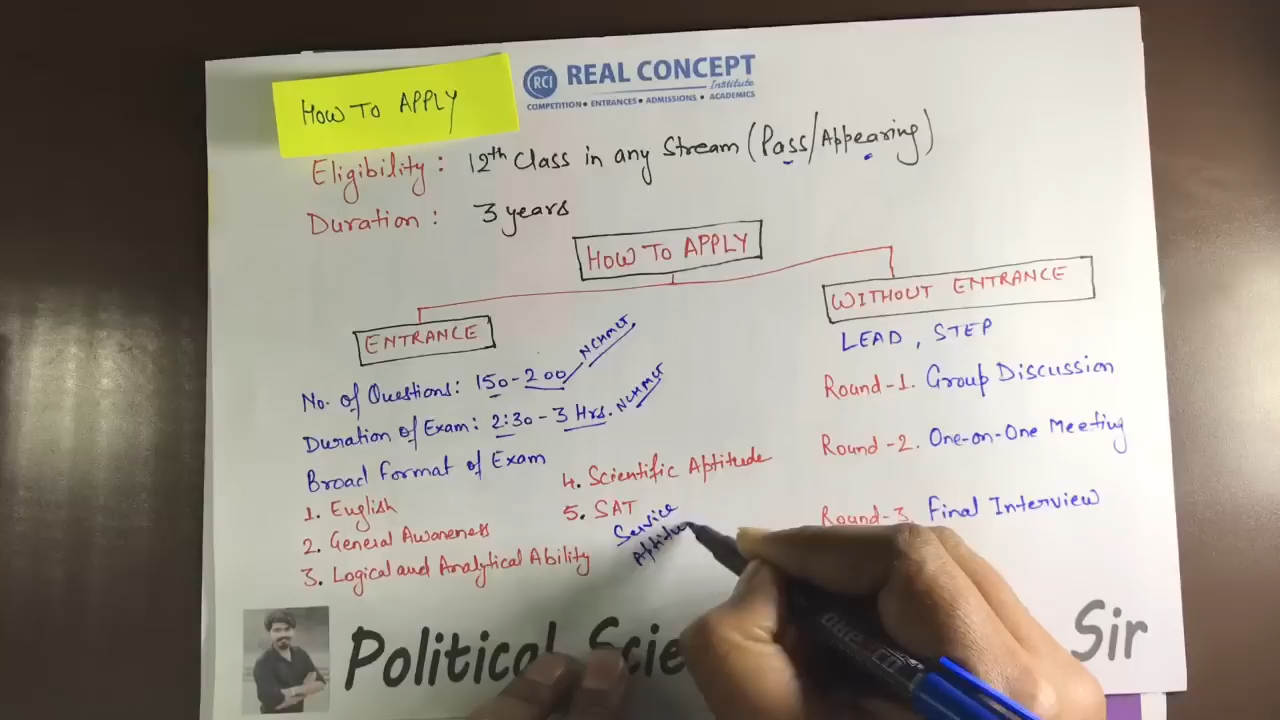 HOW TO APPLY
RCI REAL CONCEPT
Institute
COMPETITION • ENTRANCES • ADMISSIONS • ACADEMICS
Eligibility: 12th Class in any Stream (Pass/Appearing)
Duration: 3 years
HOW TO APPLY
ENTRANCE
No. of Questions: 150-200 NCHMCT
Duration of Exam: 2:30 - 3 Hrs. NCHMCT
Broad Format of Exam
1. English
2. General Awareness
3. Logical and Analytical Ability
4. Scientific Aptitude
5. SAT
Service
WITHOUT ENTRANCE
LEAD, STEP
Round-1. Group Discussion
Round-2. One-on-One Meeting
Round-3. Final Interview
Political Sir